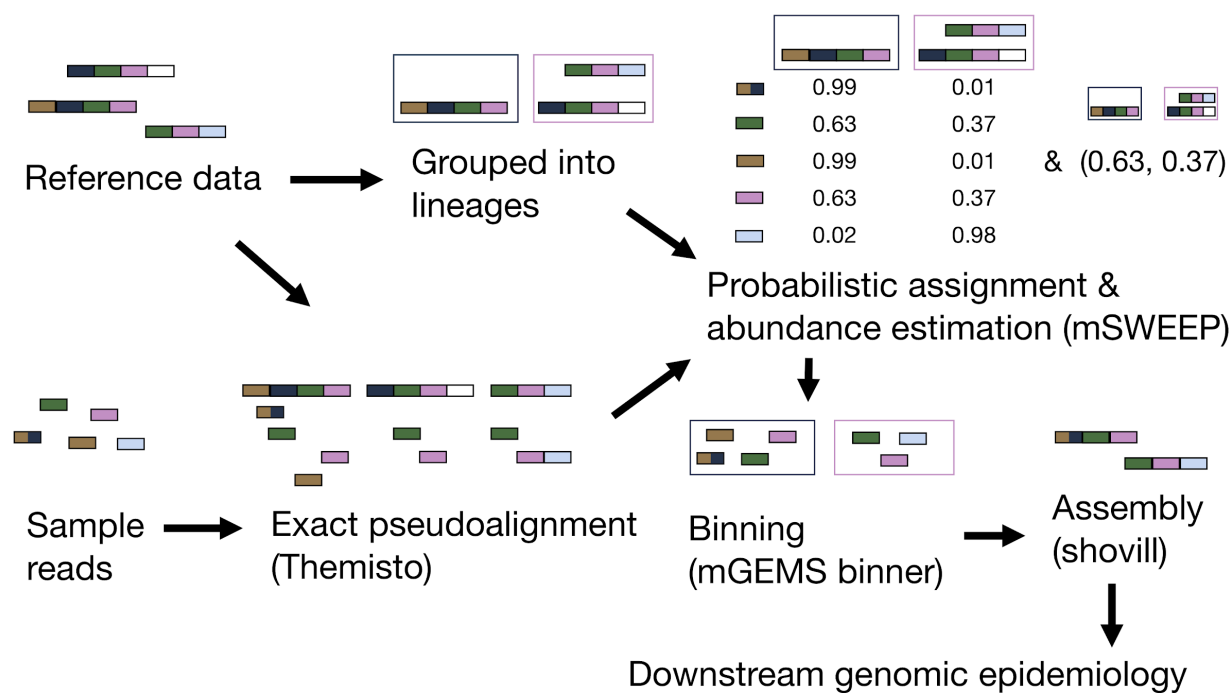 0.99 0.01
0.63 0.37
0.99 0.01
0.63 0.37
0.02 0.98
& (0.63, 0.37)
Reference data
Grouped into
lineages
Probabilistic assignment &
abundance estimation (mSWEEP)
Sample
reads
Exact pseudoalignment
(Themisto)
Binning
(mGEMS binner)
Assembly
(shovill)
Downstream genomic epidemiology